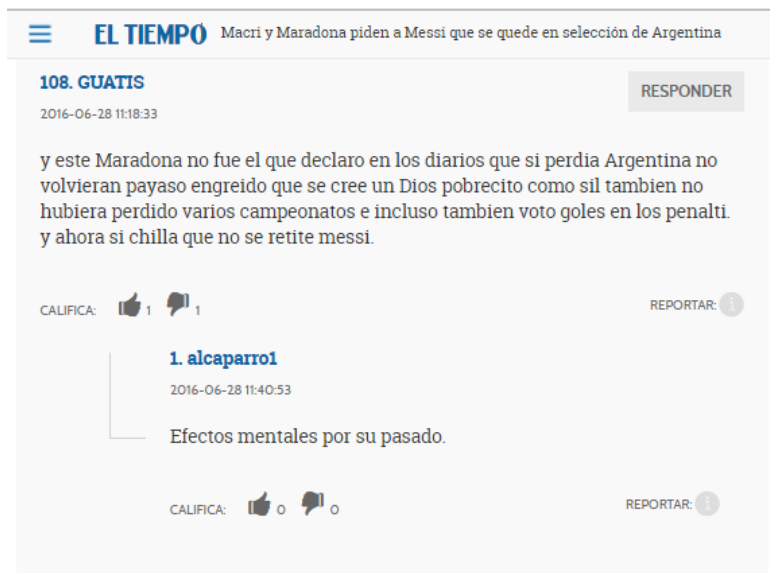 EL TIEMPO Macri y Maradona piden a Messi que se quede en selección de Argentina
108. GUATIS
RESPONDER
2016-06-28 11:18:33
y este Maradona no fue el que declaro en los diarios que si perdia Argentina no
volvieran payaso engreido que se cree un Dios pobrecito como sil tambien no
hubiera perdido varios campeonatos e incluso tambien voto goles en los penalti.
y ahora si chilla que no se retite messi.
CALIFICA: 1 1 REPORTAR: i
1. alcaparro1
2016-06-28 11:40:53
Efectos mentales por su pasado.
CALIFICA: 0 0 REPORTAR: i